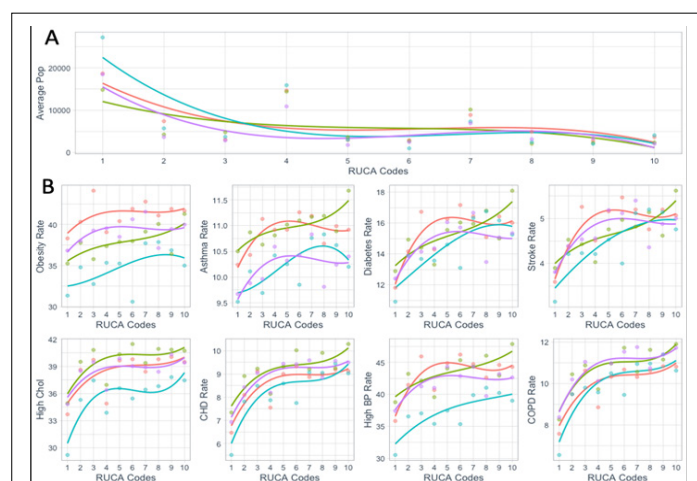 A
Average Pop
20000
10000
0
1 2 3 4 5 6 7 8 9 10
RUCA Codes
B
Obesity Rate
40
35
30
1 2 3 4 5 6 7 8 9 10
RUCA Codes
Asthma Rate
11.5
11.0
10.5
10.0
9.5
1 2 3 4 5 6 7 8 9 10
RUCA Codes
Diabetes Rate
18
16
14
12
1 2 3 4 5 6 7 8 9 10
RUCA Codes
Stroke Rate
5
4
1 2 3 4 5 6 7 8 9 10
RUCA Codes
High Chol
42
39
36
33
30
1 2 3 4 5 6 7 8 9 10
RUCA Codes
CHD Rate
10
9
8
7
6
1 2 3 4 5 6 7 8 9 10
RUCA Codes
High BP Rate
45
40
35
30
1 2 3 4 5 6 7 8 9 10
RUCA Codes
COPD Rate
12
10
8
1 2 3 4 5 6 7 8 9 10
RUCA Codes